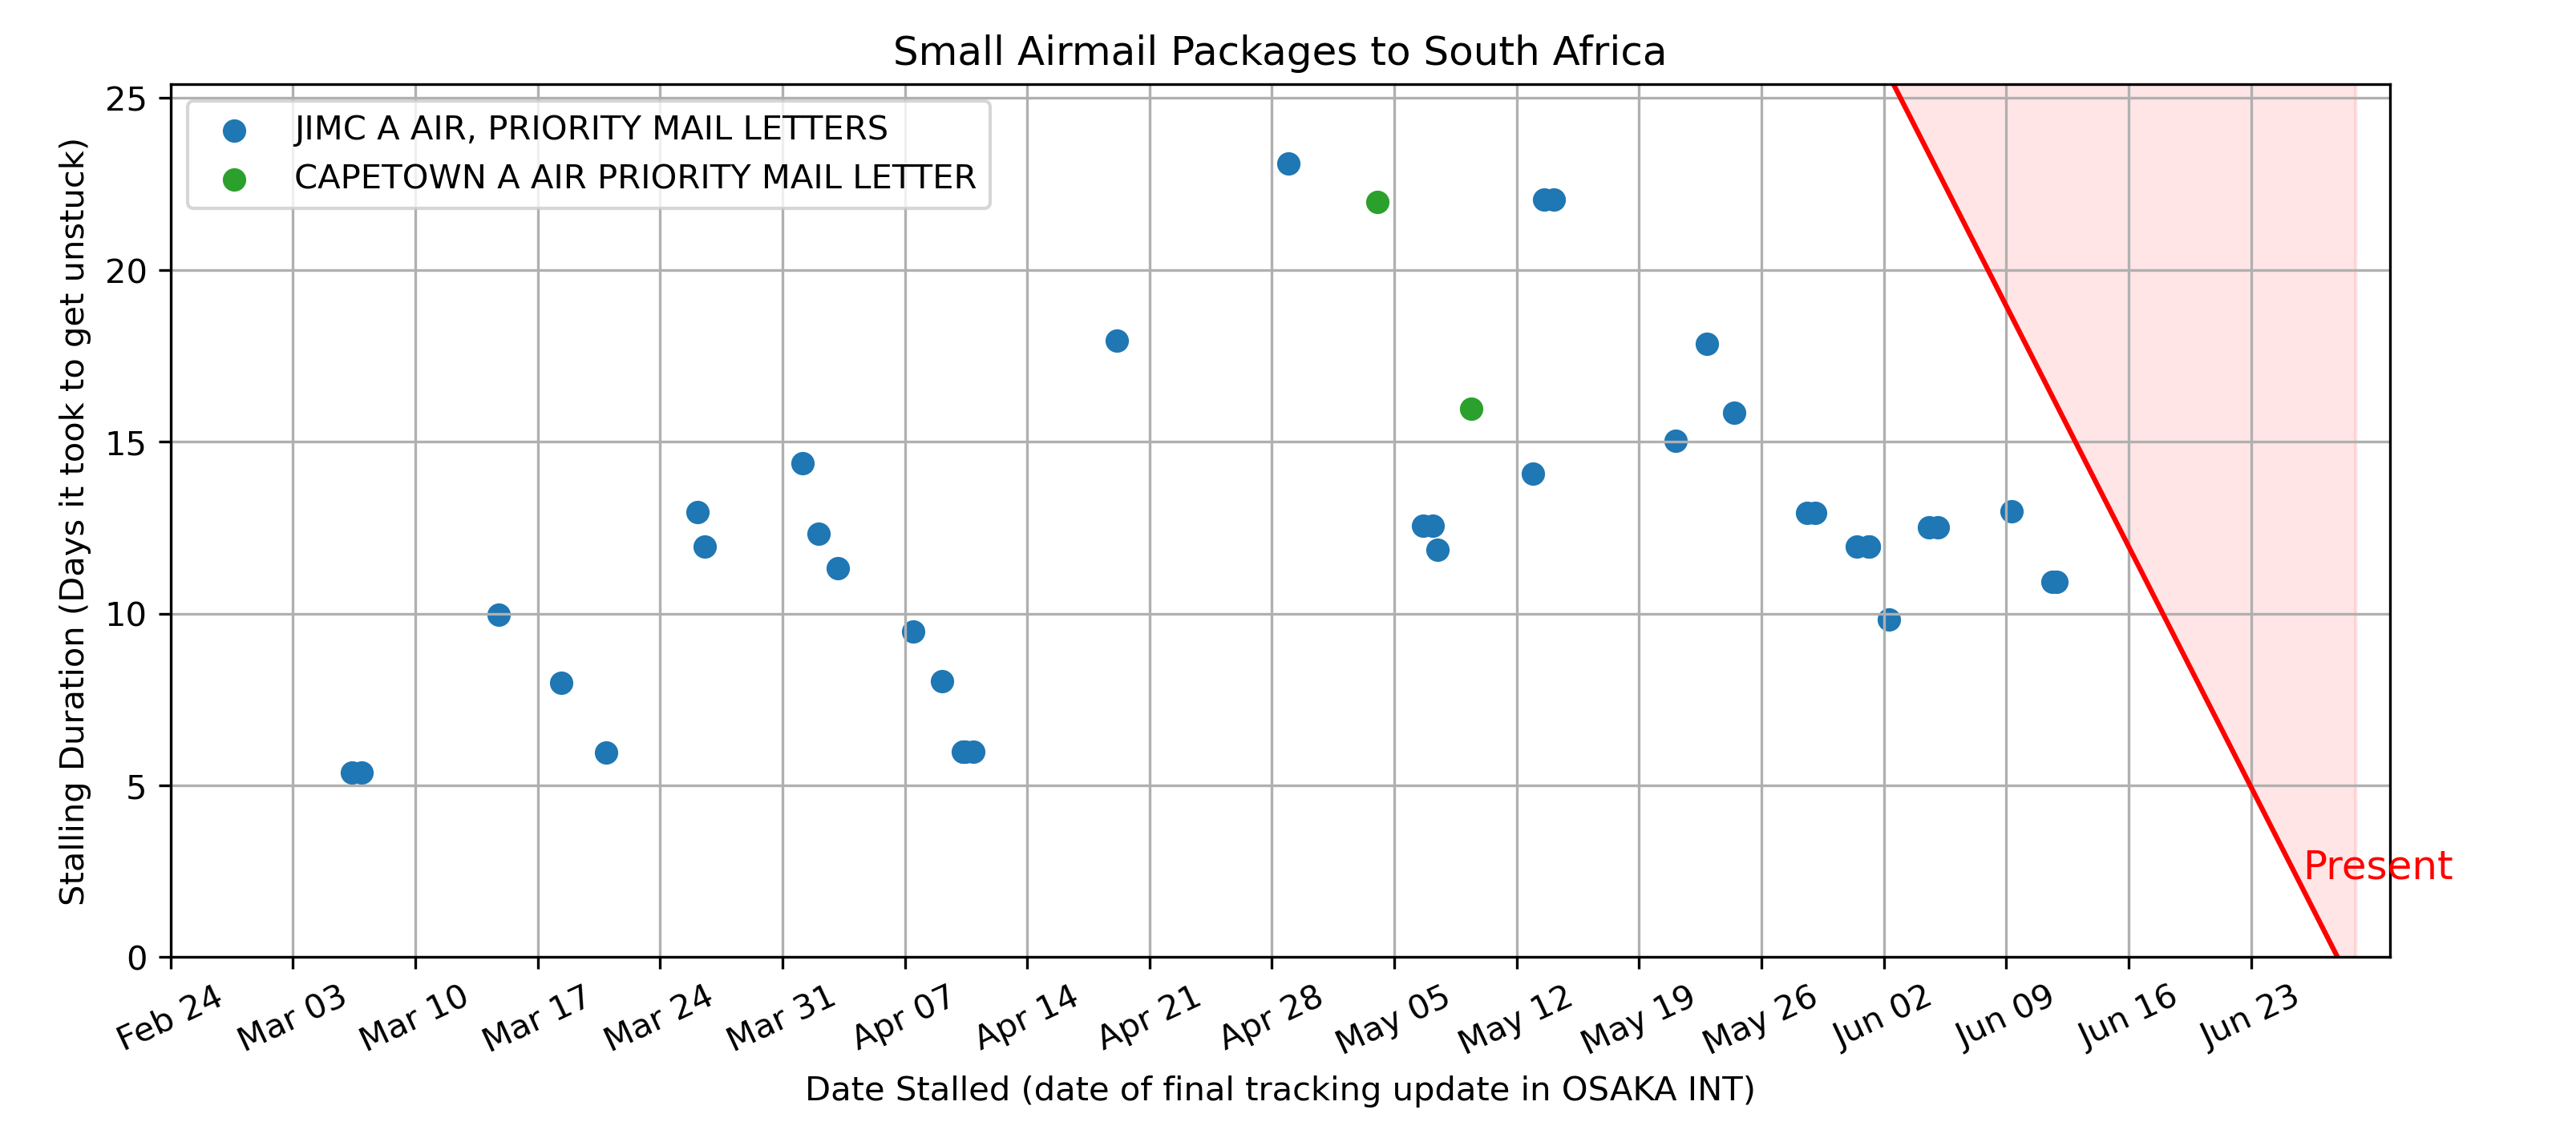 Small Airmail Packages to South Africa
JIMC A AIR, PRIORITY MAIL LETTERS
CAPETOWN A AIR PRIORITY MAIL LETTER
Stalling Duration (Days it took to get unstuck)
25
20
15
10
5
0
Present
Feb 24
Mar 03
Mar 10
Mar 17
Mar 24
Mar 31
Apr 07
Apr 14
Apr 21
Apr 28
May 05
May 12
May 19
May 26
Jun 02
Jun 09
Jun 16
Jun 23
Date Stalled (date of final tracking update in OSAKA INT)